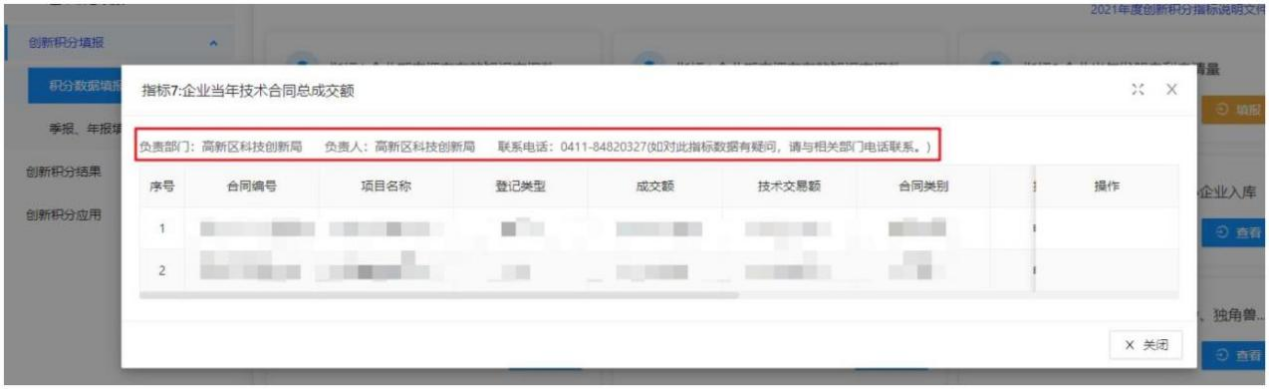 2021年度创新积分指标说明文件
创新积分填报
积分数据填报
季报、年报填
创新积分结果
创新积分应用
指标7:企业当年技术合同总成交额
负责部门：高新区科技创新局 负责人：高新区科技创新局 联系电话：0411-84820327(如对此指标数据有疑问，请与相关部门电话联系。)
序号 合同编号 项目名称 登记类型 成交额 技术交易额 合同类别 操作
1
2
X 关闭
请量
填报
企业入库
查看
、独角兽...
查看